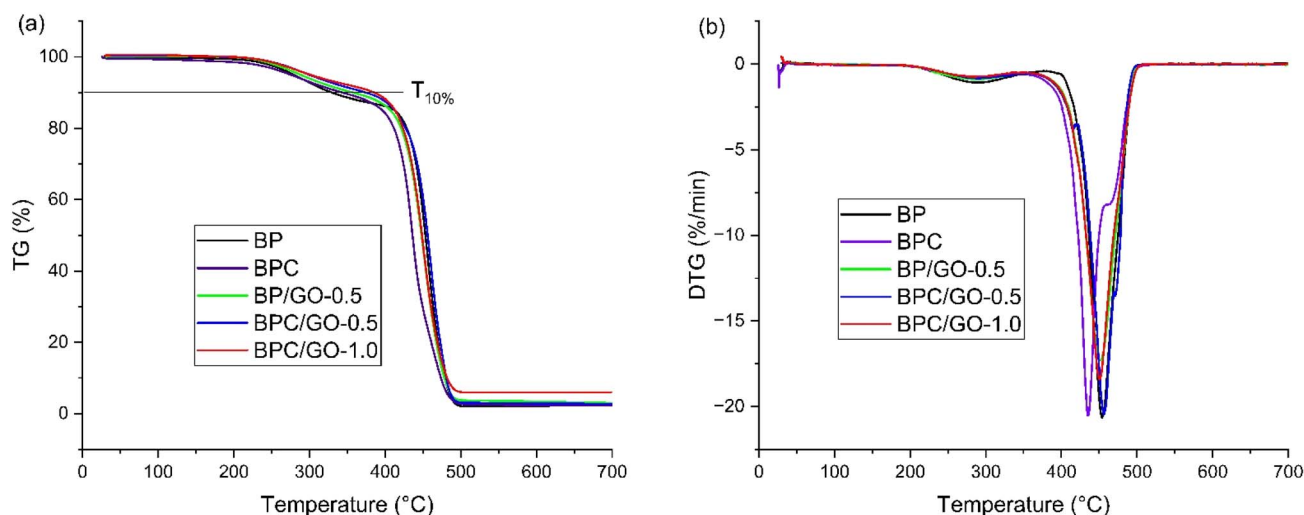 (a)
100
80
60
40
20
0
TG (%)
T10%
BP
BPC
BP/GO-0.5
BPC/GO-0.5
BPC/GO-1.0
0 100 200 300 400 500 600 700
Temperature (°C)
(b)
0
−5
−10
−15
−20
DTG (%/min)
BP
BPC
BP/GO-0.5
BPC/GO-0.5
BPC/GO-1.0
0 100 200 300 400 500 600 700
Temperature (°C)